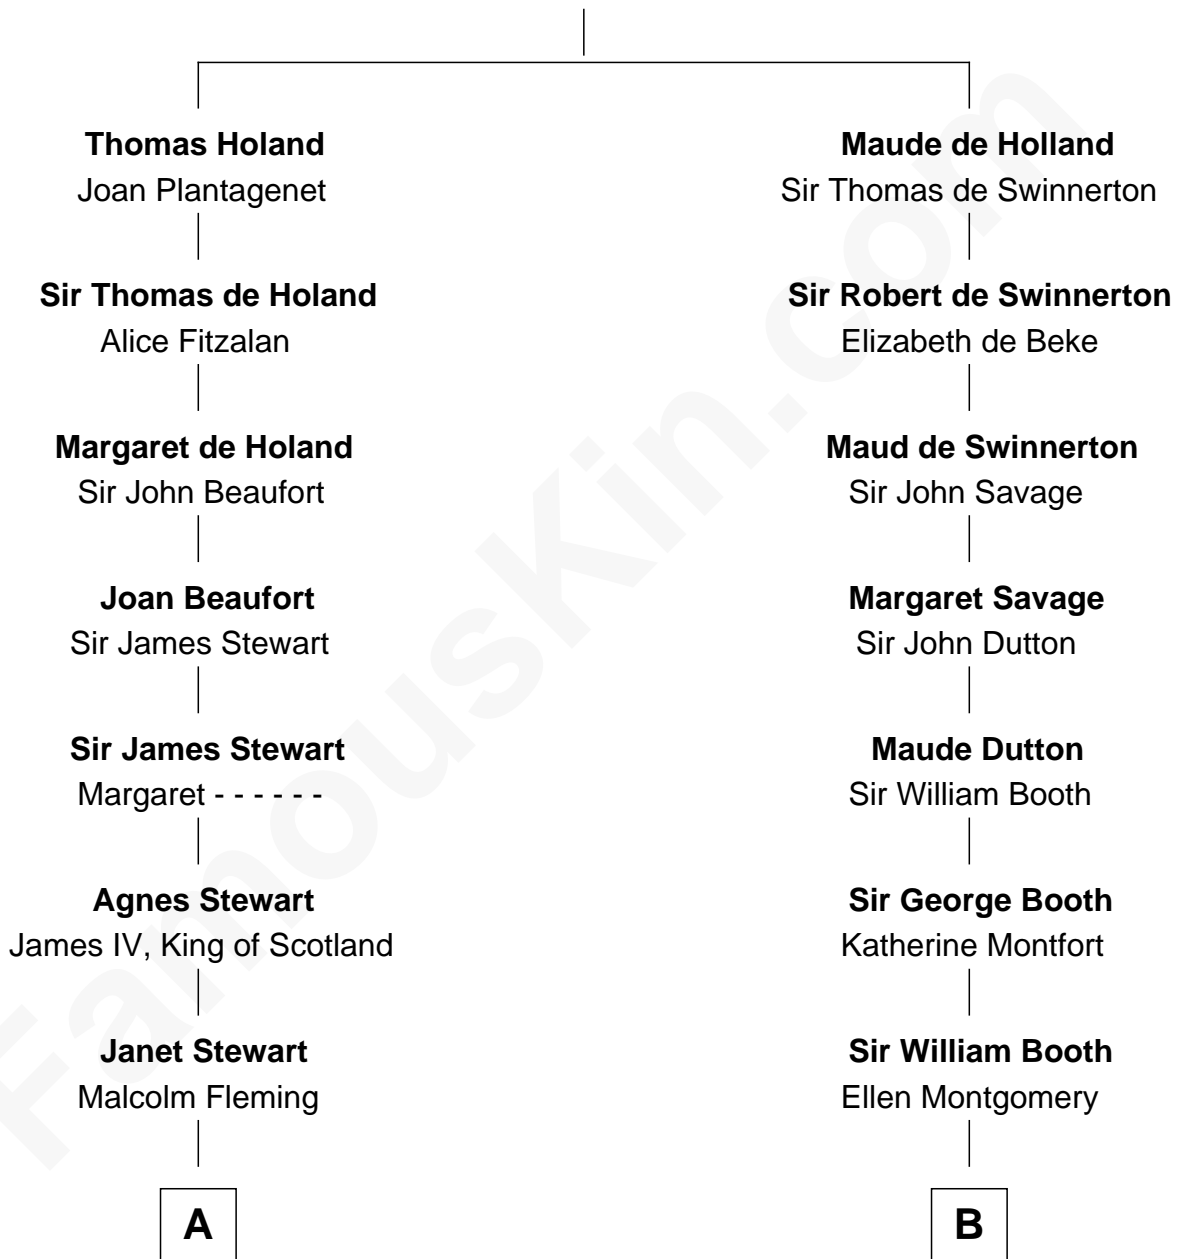 Thomas Holand
Joan Plantagenet
Maude de Holland
Sir Thomas de Swinnerton
Sir Thomas de Holand
Alice Fitzalan
Sir Robert de Swinnerton
Elizabeth de Beke
Margaret de Holand
Sir John Beaufort
Maud de Swinnerton
Sir John Savage
Joan Beaufort
Sir James Stewart
Margaret Savage
Sir John Dutton
Sir James Stewart
Margaret - - - - - -
Maude Dutton
Sir William Booth
Agnes Stewart
James IV, King of Scotland
Sir George Booth
Katherine Montfort
Janet Stewart
Malcolm Fleming
Sir William Booth
Ellen Montgomery
A
B
FamousKin.com